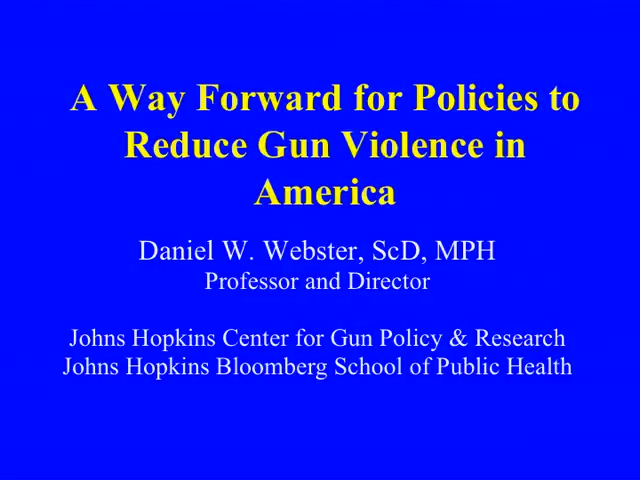 A Way Forward for Policies to
Reduce Gun Violence in
America
Daniel W. Webster, ScD, MPH
Professor and Director
Johns Hopkins Center for Gun Policy & Research
Johns Hopkins Bloomberg School of Public Health